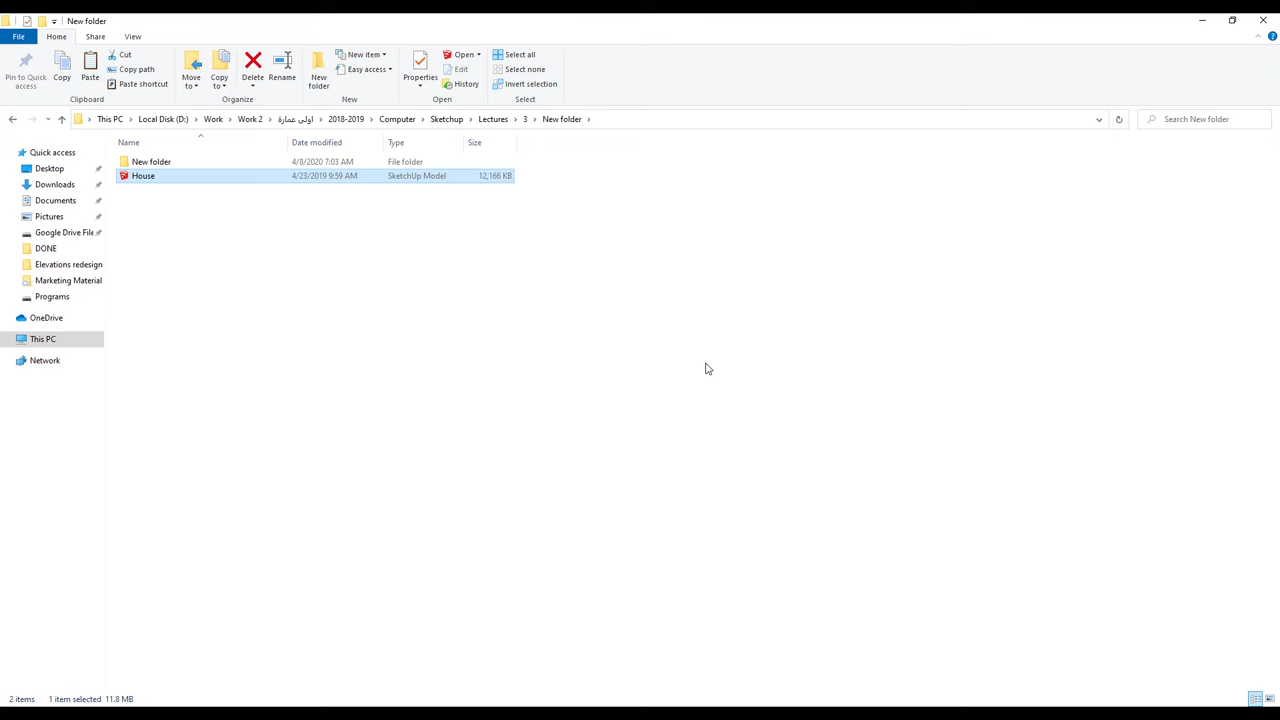 New folder
File Home Share View
Pin to Quick access
Copy
Paste
Cut
Copy path
Paste shortcut
Clipboard
Move to
Copy to
Delete
Rename
Organize
New folder
New item
Easy access
New
Properties
Open
Edit
History
Open
Select all
Select none
Invert selection
Select
This PC Local Disk (D:) Work Work 2 اولى عمارة 2018-2019 Computer Sketchup Lectures 3 New folder
Search New folder
Name Date modified Type Size
New folder 4/8/2020 7:03 AM File folder
House 4/23/2019 9:59 AM SketchUp Model 12,166 KB
Quick access
Desktop
Downloads
Documents
Pictures
Google Drive File
DONE
Elevations redesign
Marketing Material
Programs
OneDrive
This PC
Network
2 items 1 item selected 11.8 MB